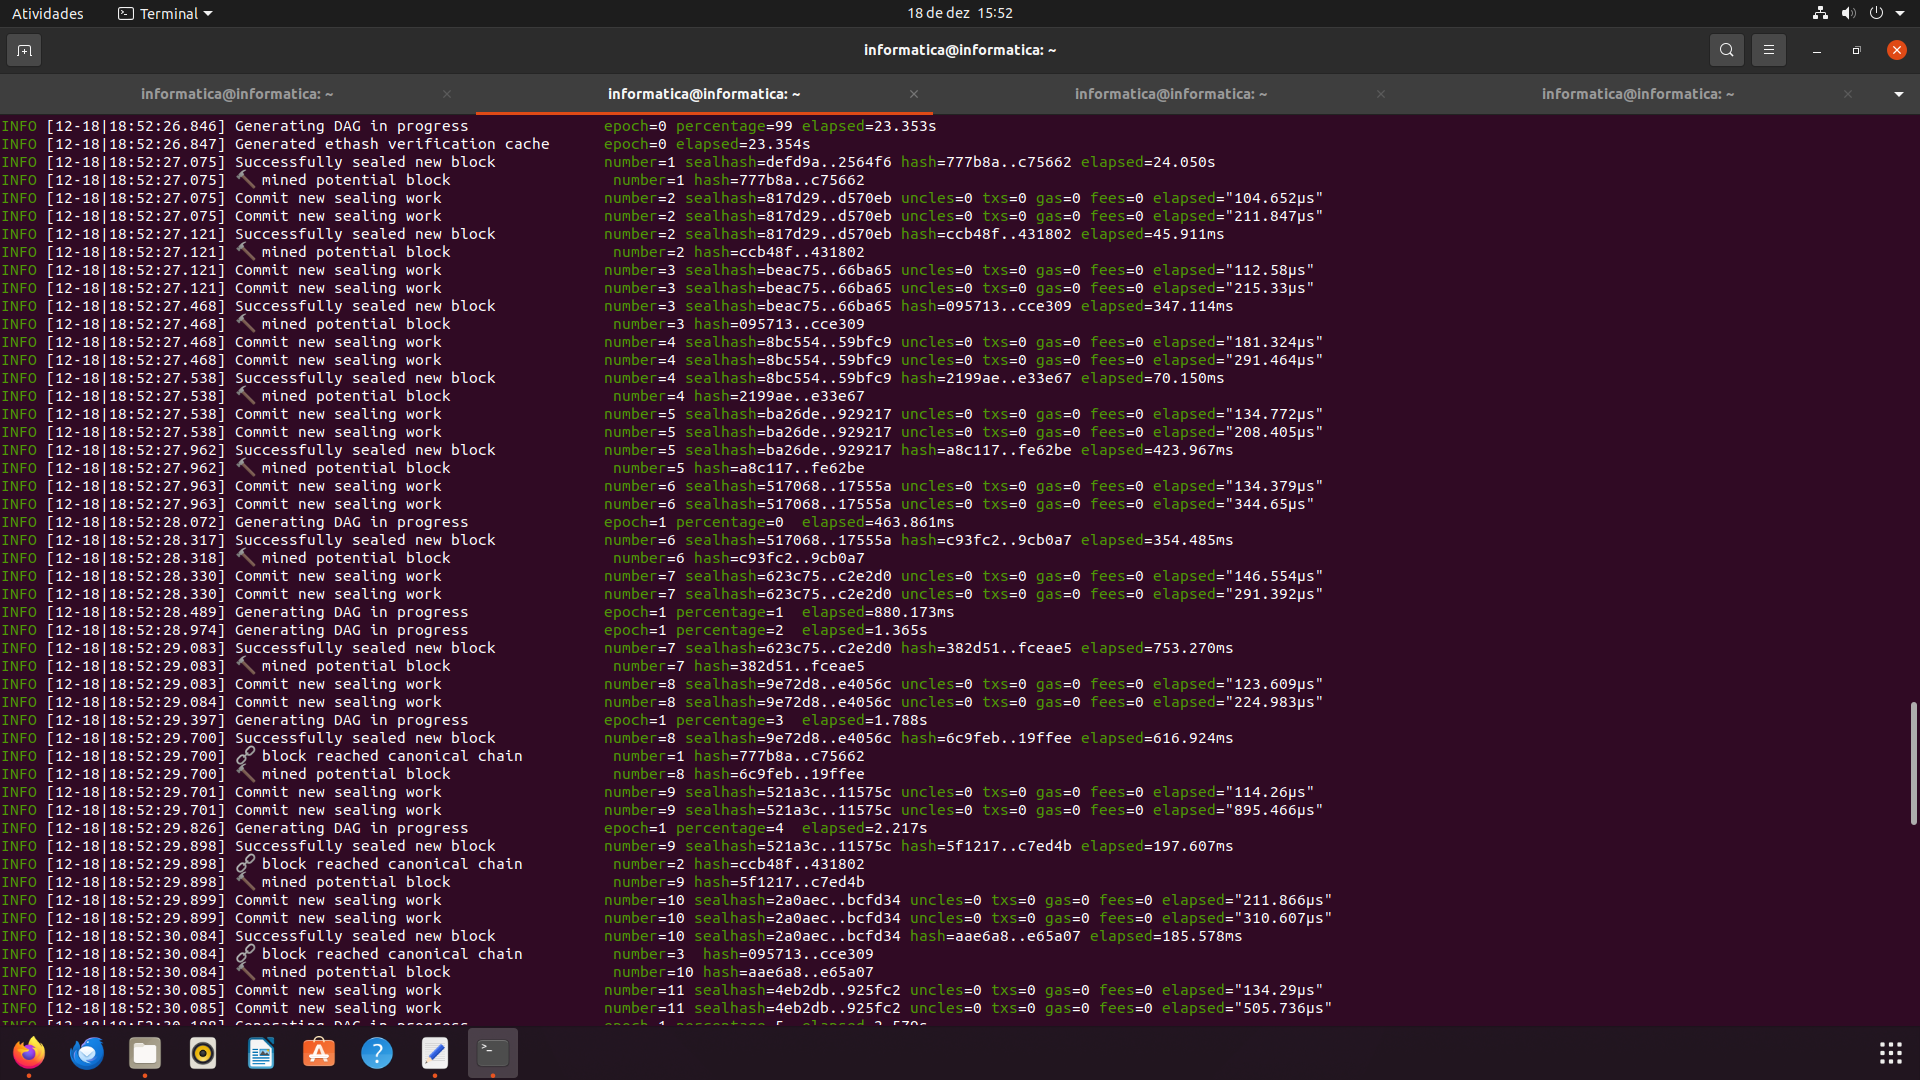 Atividades Terminal 18 de dez 15:52
informatica@informatica: ~
informatica@informatica: ~ informatica@informatica: ~ informatica@informatica: ~ informatica@informatica: ~
INFO [12-18|18:52:26.846] Generating DAG in progress epoch=0 percentage=99 elapsed=23.353s
INFO [12-18|18:52:26.847] Generated ethash verification cache epoch=0 elapsed=23.354s
INFO [12-18|18:52:27.075] Successfully sealed new block number=1 sealhash=defd9a..2564f6 hash=777b8a..c75662 elapsed=24.050s
INFO [12-18|18:52:27.075] 🔨 mined potential block number=1 hash=777b8a..c75662
INFO [12-18|18:52:27.075] Commit new sealing work number=2 sealhash=817d29..d570eb uncles=0 txs=0 gas=0 fees=0 elapsed="104.652µs"
INFO [12-18|18:52:27.075] Commit new sealing work number=2 sealhash=817d29..d570eb uncles=0 txs=0 gas=0 fees=0 elapsed="211.847µs"
INFO [12-18|18:52:27.121] Successfully sealed new block number=2 sealhash=817d29..d570eb hash=ccb48f..431802 elapsed=45.911ms
INFO [12-18|18:52:27.121] 🔨 mined potential block number=2 hash=ccb48f..431802
INFO [12-18|18:52:27.121] Commit new sealing work number=3 sealhash=beac75..66ba65 uncles=0 txs=0 gas=0 fees=0 elapsed="112.58µs"
INFO [12-18|18:52:27.121] Commit new sealing work number=3 sealhash=beac75..66ba65 uncles=0 txs=0 gas=0 fees=0 elapsed="215.33µs"
INFO [12-18|18:52:27.468] Successfully sealed new block number=3 sealhash=beac75..66ba65 hash=095713..cce309 elapsed=347.114ms
INFO [12-18|18:52:27.468] 🔨 mined potential block number=3 hash=095713..cce309
INFO [12-18|18:52:27.468] Commit new sealing work number=4 sealhash=8bc554..59bfc9 uncles=0 txs=0 gas=0 fees=0 elapsed="181.324µs"
INFO [12-18|18:52:27.468] Commit new sealing work number=4 sealhash=8bc554..59bfc9 uncles=0 txs=0 gas=0 fees=0 elapsed="291.464µs"
INFO [12-18|18:52:27.538] Successfully sealed new block number=4 sealhash=8bc554..59bfc9 hash=2199ae..e33e67 elapsed=70.150ms
INFO [12-18|18:52:27.538] 🔨 mined potential block number=4 hash=2199ae..e33e67
INFO [12-18|18:52:27.538] Commit new sealing work number=5 sealhash=ba26de..929217 uncles=0 txs=0 gas=0 fees=0 elapsed="134.772µs"
INFO [12-18|18:52:27.538] Commit new sealing work number=5 sealhash=ba26de..929217 uncles=0 txs=0 gas=0 fees=0 elapsed="208.405µs"
INFO [12-18|18:52:27.962] Successfully sealed new block number=5 sealhash=ba26de..929217 hash=a8c117..fe62be elapsed=423.967ms
INFO [12-18|18:52:27.962] 🔨 mined potential block number=5 hash=a8c117..fe62be
INFO [12-18|18:52:27.963] Commit new sealing work number=6 sealhash=517068..17555a uncles=0 txs=0 gas=0 fees=0 elapsed="134.379µs"
INFO [12-18|18:52:27.963] Commit new sealing work number=6 sealhash=517068..17555a uncles=0 txs=0 gas=0 fees=0 elapsed="344.65µs"
INFO [12-18|18:52:28.072] Generating DAG in progress epoch=1 percentage=0 elapsed=463.861ms
INFO [12-18|18:52:28.317] Successfully sealed new block number=6 sealhash=517068..17555a hash=c93fc2..9cb0a7 elapsed=354.485ms
INFO [12-18|18:52:28.318] 🔨 mined potential block number=6 hash=c93fc2..9cb0a7
INFO [12-18|18:52:28.330] Commit new sealing work number=7 sealhash=623c75..c2e2d0 uncles=0 txs=0 gas=0 fees=0 elapsed="146.554µs"
INFO [12-18|18:52:28.330] Commit new sealing work number=7 sealhash=623c75..c2e2d0 uncles=0 txs=0 gas=0 fees=0 elapsed="291.392µs"
INFO [12-18|18:52:28.489] Generating DAG in progress epoch=1 percentage=1 elapsed=880.173ms
INFO [12-18|18:52:28.974] Generating DAG in progress epoch=1 percentage=2 elapsed=1.365s
INFO [12-18|18:52:29.083] Successfully sealed new block number=7 sealhash=623c75..c2e2d0 hash=382d51..fceae5 elapsed=753.270ms
INFO [12-18|18:52:29.083] 🔨 mined potential block number=7 hash=382d51..fceae5
INFO [12-18|18:52:29.083] Commit new sealing work number=8 sealhash=9e72d8..e4056c uncles=0 txs=0 gas=0 fees=0 elapsed="123.609µs"
INFO [12-18|18:52:29.084] Commit new sealing work number=8 sealhash=9e72d8..e4056c uncles=0 txs=0 gas=0 fees=0 elapsed="224.983µs"
INFO [12-18|18:52:29.397] Generating DAG in progress epoch=1 percentage=3 elapsed=1.788s
INFO [12-18|18:52:29.700] Successfully sealed new block number=8 sealhash=9e72d8..e4056c hash=6c9feb..19ffee elapsed=616.924ms
INFO [12-18|18:52:29.700] 🔗 block reached canonical chain number=1 hash=777b8a..c75662
INFO [12-18|18:52:29.700] 🔨 mined potential block number=8 hash=6c9feb..19ffee
INFO [12-18|18:52:29.701] Commit new sealing work number=9 sealhash=521a3c..11575c uncles=0 txs=0 gas=0 fees=0 elapsed="114.26µs"
INFO [12-18|18:52:29.701] Commit new sealing work number=9 sealhash=521a3c..11575c uncles=0 txs=0 gas=0 fees=0 elapsed="895.466µs"
INFO [12-18|18:52:29.826] Generating DAG in progress epoch=1 percentage=4 elapsed=2.217s
INFO [12-18|18:52:29.898] Successfully sealed new block number=9 sealhash=521a3c..11575c hash=5f1217..c7ed4b elapsed=197.607ms
INFO [12-18|18:52:29.898] 🔗 block reached canonical chain number=2 hash=ccb48f..431802
INFO [12-18|18:52:29.898] 🔨 mined potential block number=9 hash=5f1217..c7ed4b
INFO [12-18|18:52:29.899] Commit new sealing work number=10 sealhash=2a0aec..bcfd34 uncles=0 txs=0 gas=0 fees=0 elapsed="211.866µs"
INFO [12-18|18:52:29.899] Commit new sealing work number=10 sealhash=2a0aec..bcfd34 uncles=0 txs=0 gas=0 fees=0 elapsed="310.607µs"
INFO [12-18|18:52:30.084] Successfully sealed new block number=10 sealhash=2a0aec..bcfd34 hash=aae6a8..e65a07 elapsed=185.578ms
INFO [12-18|18:52:30.084] 🔗 block reached canonical chain number=3 hash=095713..cce309
INFO [12-18|18:52:30.084] 🔨 mined potential block number=10 hash=aae6a8..e65a07
INFO [12-18|18:52:30.085] Commit new sealing work number=11 sealhash=4eb2db..925fc2 uncles=0 txs=0 gas=0 fees=0 elapsed="134.29µs"
INFO [12-18|18:52:30.085] Commit new sealing work number=11 sealhash=4eb2db..925fc2 uncles=0 txs=0 gas=0 fees=0 elapsed="505.736µs"